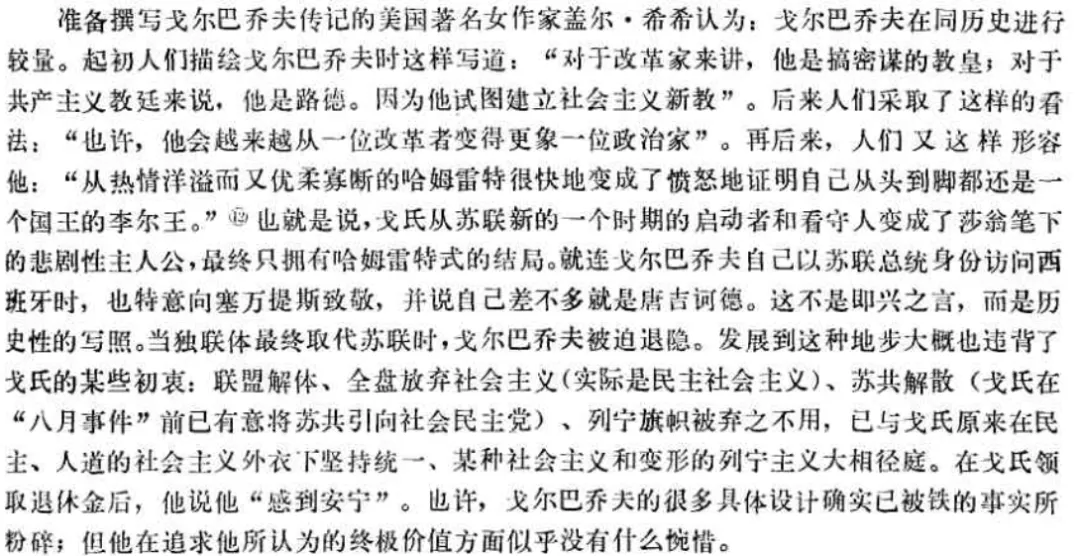 准备撰写戈尔巴乔夫传记的美国著名女作家盖尔·希希认为：戈尔巴乔夫在同历史进行
较量。起初人们描绘戈尔巴乔夫时这样写道：“对于改革家来讲，他是搞密谋的教皇；对于
共产主义教廷来说，他是路德。因为他试图建立社会主义新教”。后来人们采取了这样的看
法：“也许，他会越来越从一位改革者变得更象一位政治家”。再后来，人们又这样形容
他：“从热情洋溢而又优柔寡断的哈姆雷特很快地变成了愤怒地证明自己从头到脚都还是一
个国王的李尔王。”⑫也就是说，戈氏从苏联新的一个时期的启动者和看守人变成了莎翁笔下
的悲剧性主人公，最终只拥有哈姆雷特式的结局。就连戈尔巴乔夫自己以苏联总统身份访问西
班牙时，也特意向塞万提斯致敬，并说自己差不多就是唐吉诃德。这不是即兴之言，而是历
史性的写照。当独联体最终取代苏联时，戈尔巴乔夫被迫退隐。发展到这种地步大概也违背了
戈氏的某些初衷：联盟解体、全盘放弃社会主义（实际是民主社会主义）、苏共解散（戈氏在
“八月事件”前已有意将苏共引向社会民主党）、列宁旗帜被弃之不用，已与戈氏原来在民
主、人道的社会主义外衣下坚持统一、某种社会主义和变形的列宁主义大相径庭。在戈氏领
取退休金后，他说他“感到安宁”。也许，戈尔巴乔夫的很多具体设计确实已被铁的事实所
粉碎；但他在追求他所认为的终极价值方面似乎没有什么惋惜。